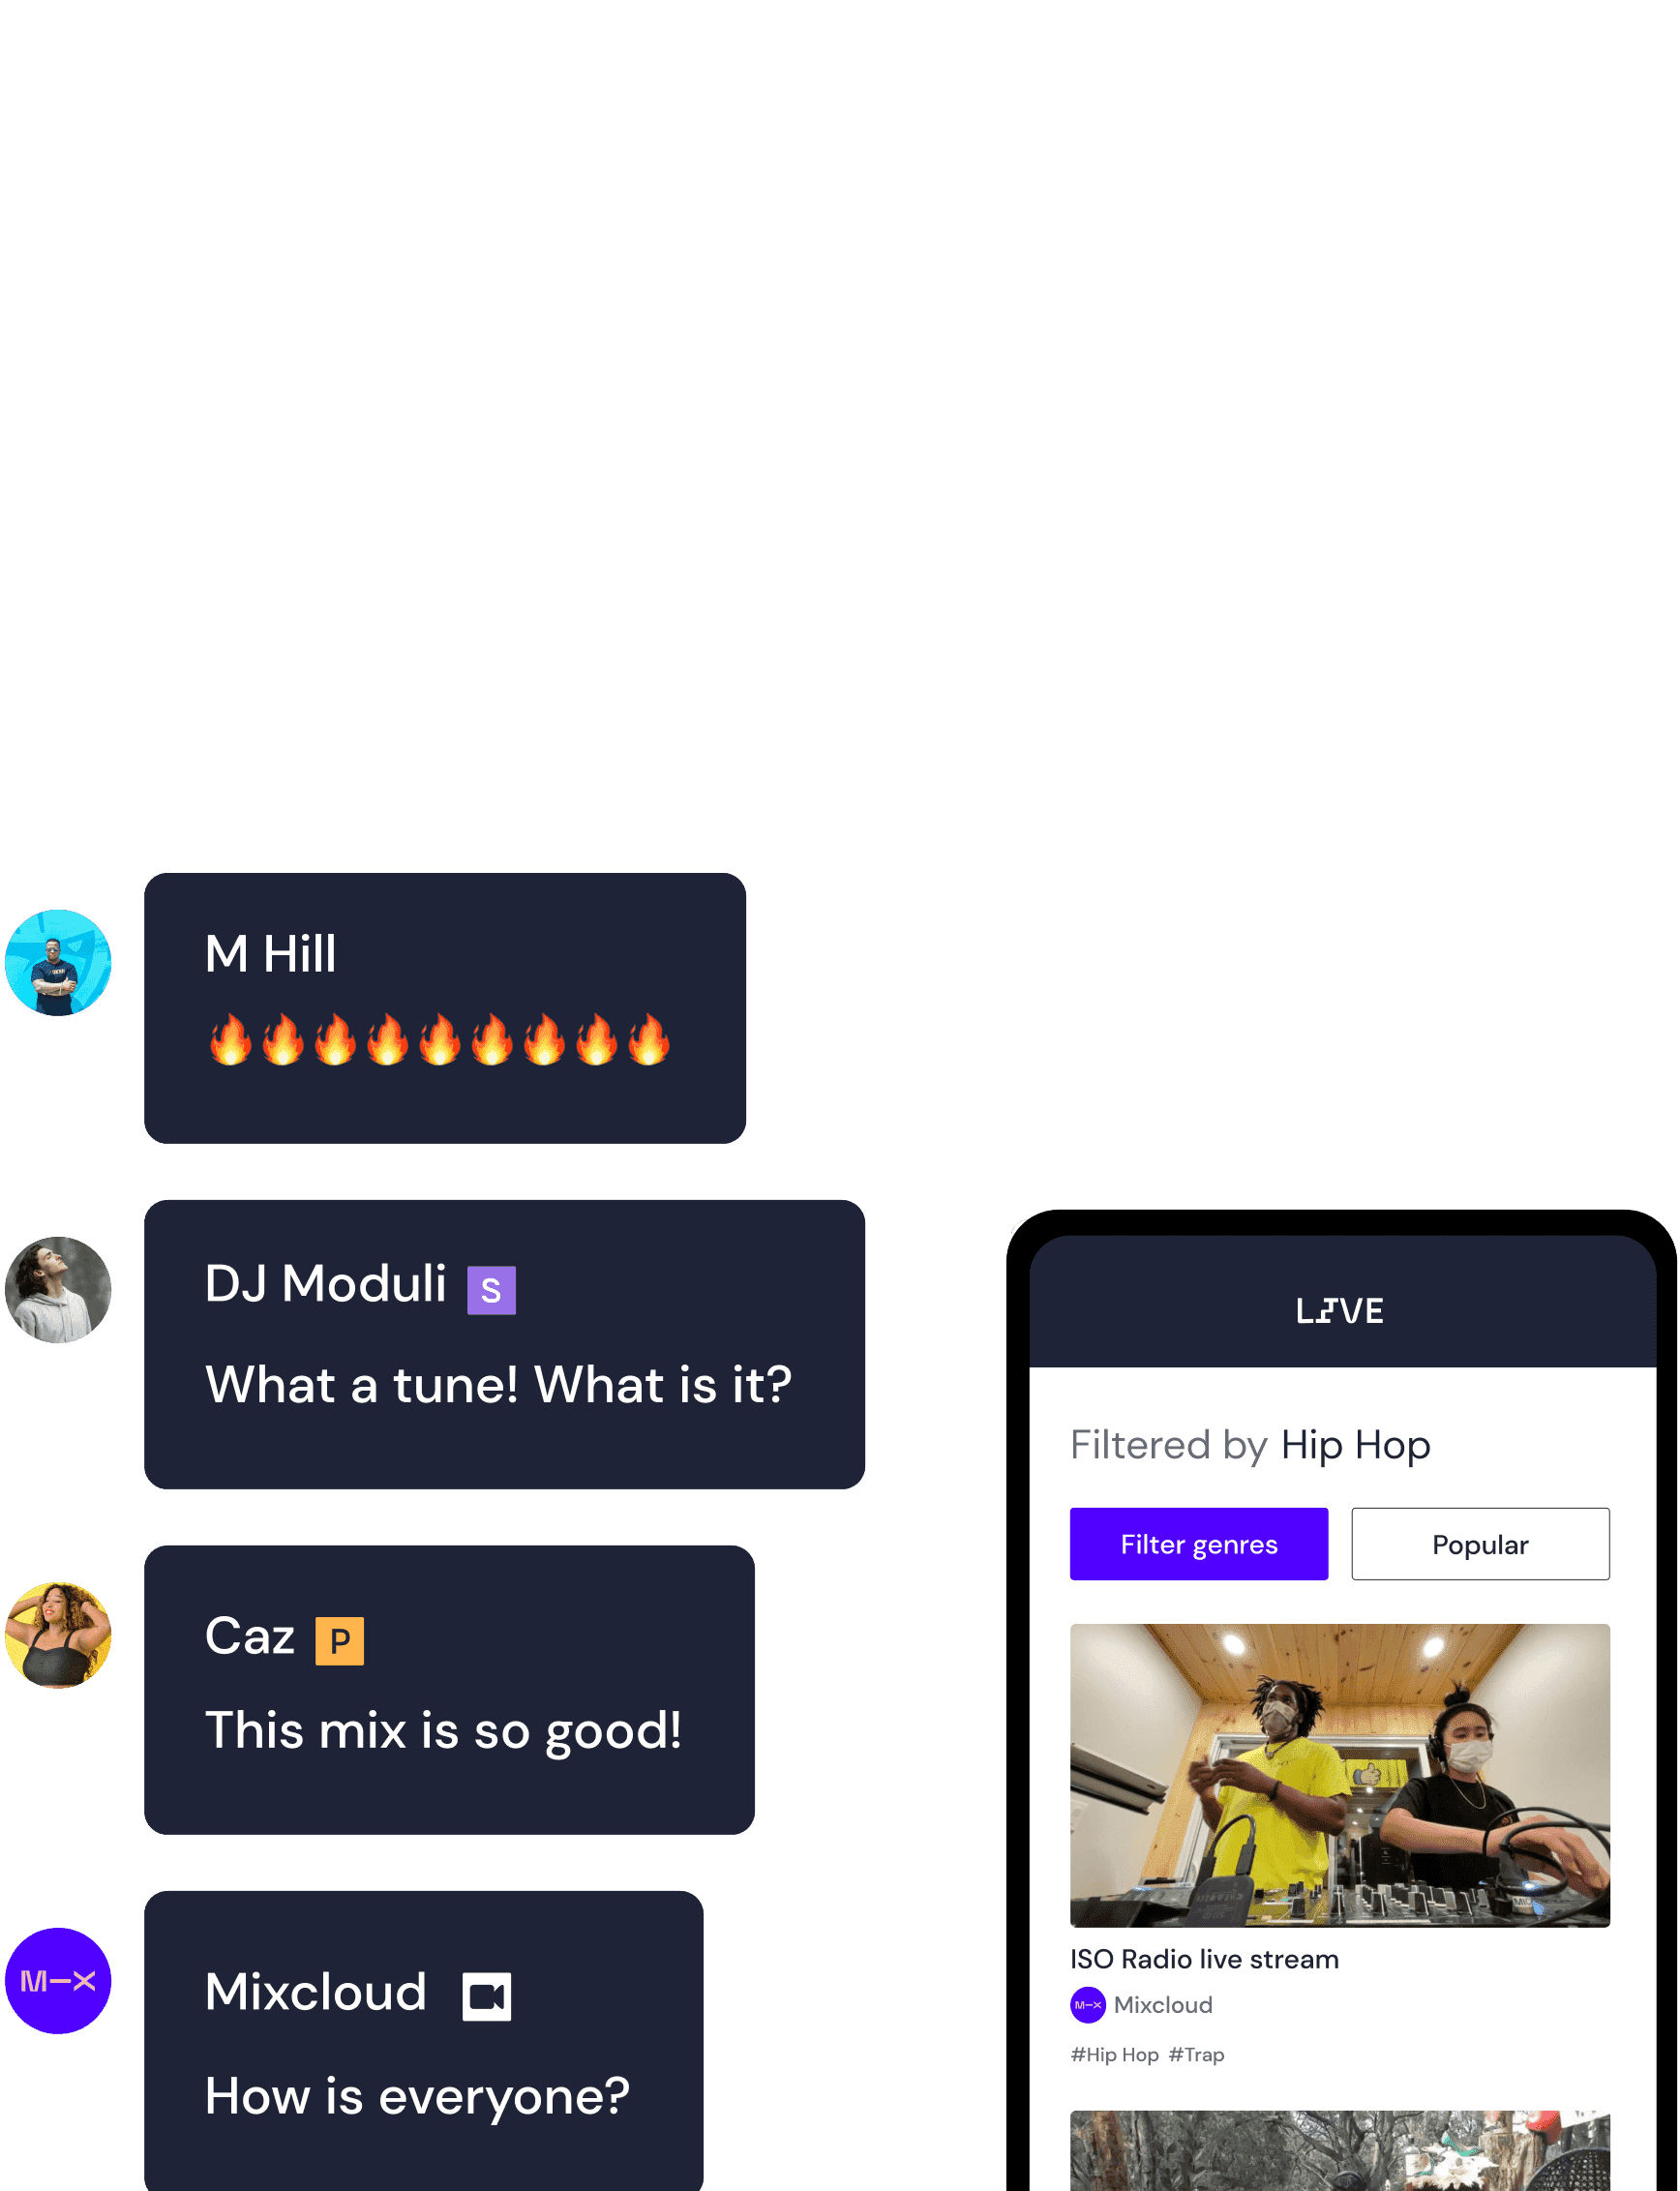 M Hill
🔥🔥🔥🔥🔥🔥🔥🔥🔥
DJ Moduli S
What a tune! What is it?
Caz P
This mix is so good!
M–X
Mixcloud
How is everyone?
LIVE
Filtered by Hip Hop
Filter genres
Popular
ISO Radio live stream
M–X Mixcloud
#Hip Hop #Trap